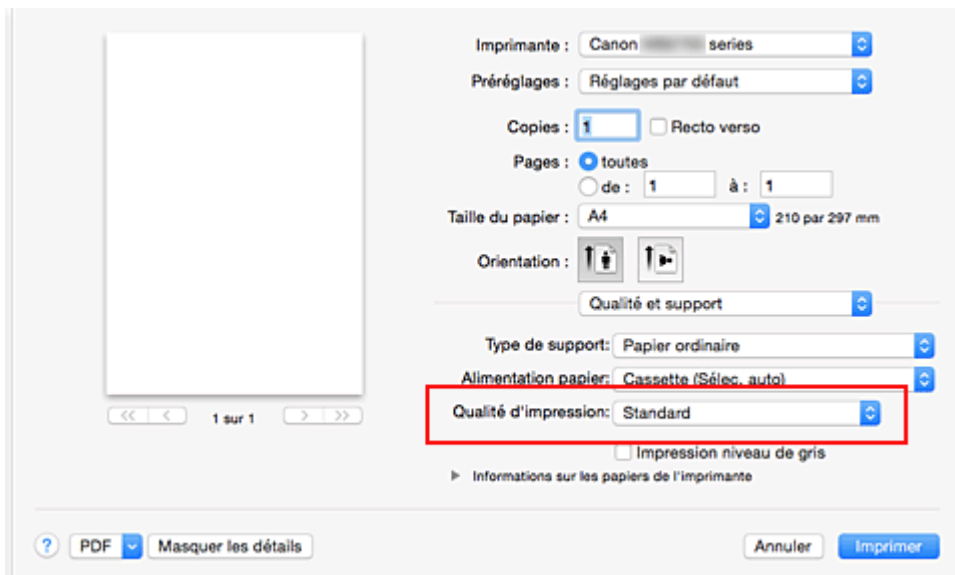 Imprimante : Canon series
Préréglages : Réglages par défaut
Copies : 1 Recto verso
Pages : toutes
de : 1 à : 1
Taille du papier : A4 210 par 297 mm
Orientation :
Qualité et support
Type de support: Papier ordinaire
Alimentation papier: Cassette (Sélec. auto)
Qualité d'impression: Standard
Impression niveau de gris
Informations sur les papiers de l'imprimante
<< < 1 sur 1 > >>
? PDF Masquer les détails Annuler Imprimer